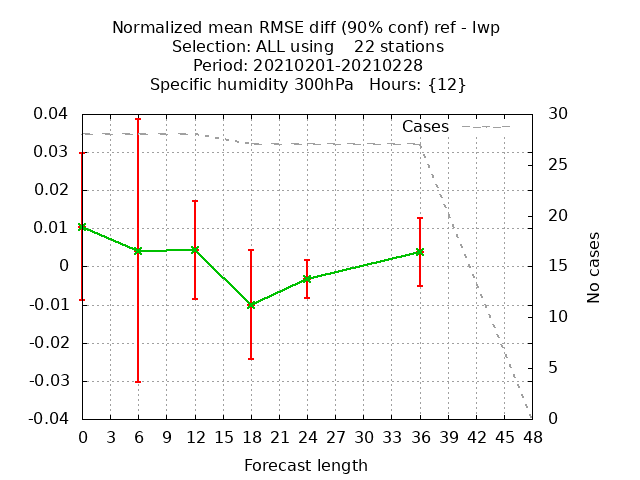 Normalized mean RMSE diff (90% conf) ref - lwp
Selection: ALL using    22 stations
Period: 20210201-20210228
Specific humidity 300hPa   Hours: {12}
Cases
0.04
0.03
0.02
0.01
0
-0.01
-0.02
-0.03
-0.04
30
25
20
15
10
5
0
No cases
0 3 6 9 12 15 18 21 24 27 30 33 36 39 42 45 48
Forecast length